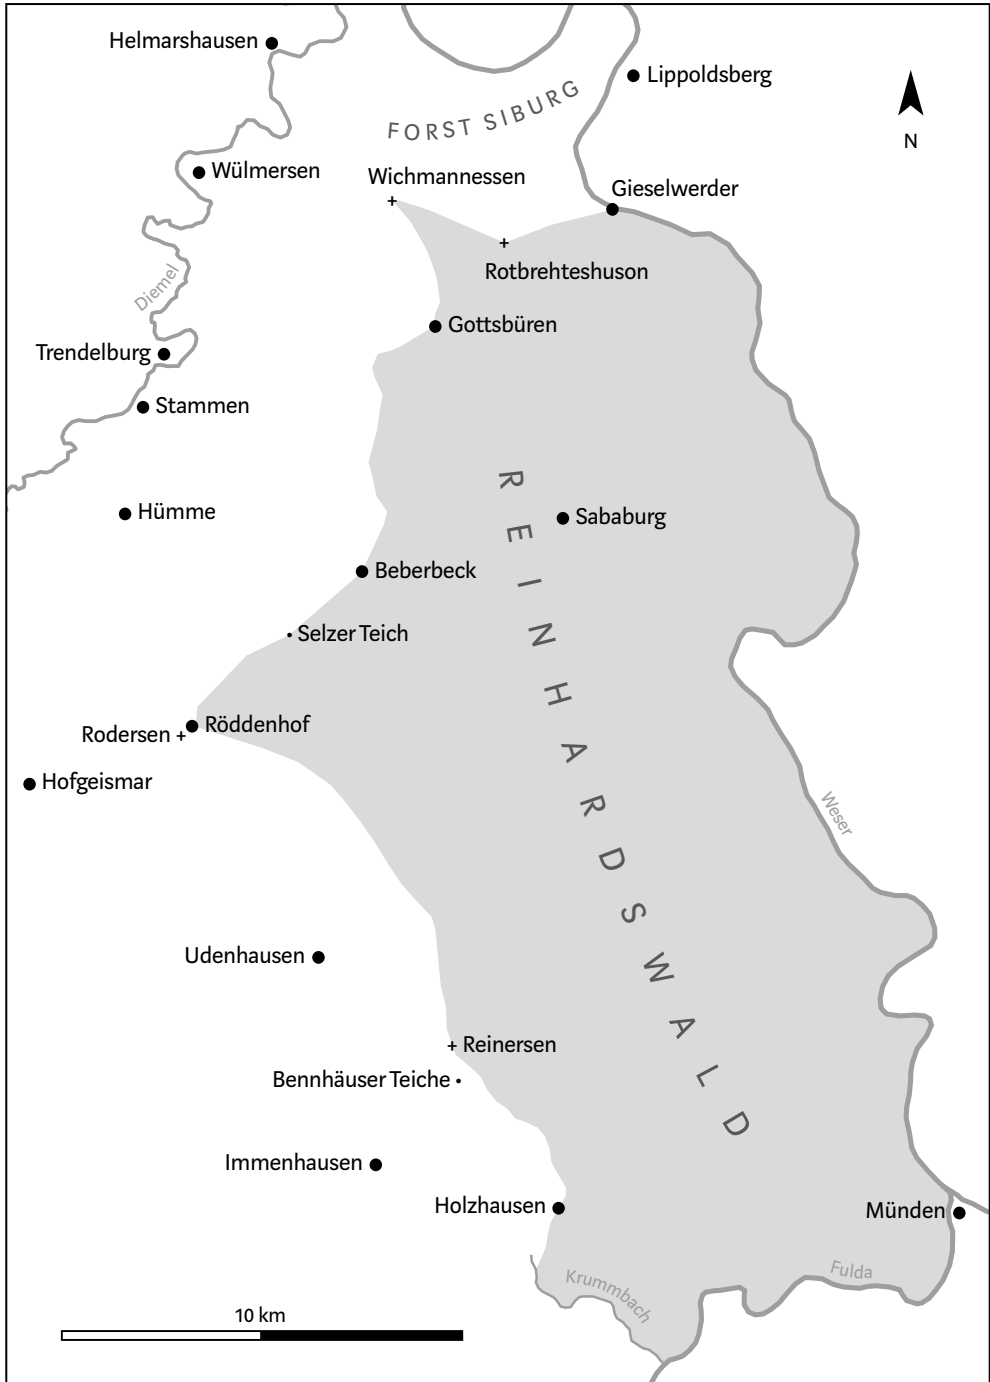 Helmarshausen
Lippoldsberg
FORST SIBURG
N
Wülmersen
Wichmannessen
Gieselwerder
Rotbrehteshuson
Diemel
Gottsbüren
Trendelburg
Stammen
REINHARDSWALD
Hümme
Sababurg
Beberbeck
Selzer Teich
Röddenhof
Rodersen
Hofgeismar
Weser
Udenhausen
Reinersen
Bennhäuser Teiche
Immenhausen
Holzhausen
Münden
Fulda
Krummbach
10 km